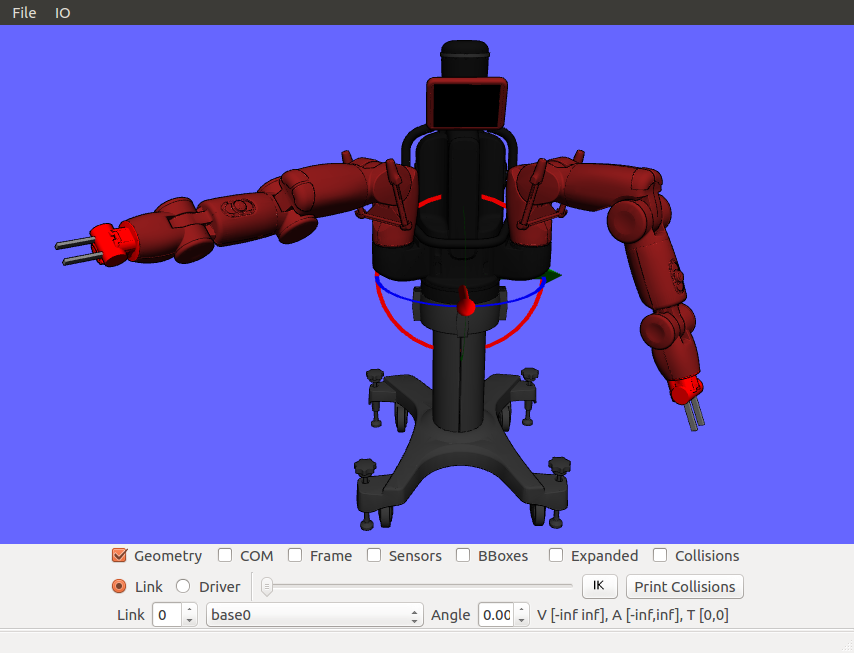 File IO
Geometry COM Frame Sensors BBoxes Expanded Collisions
Link Driver IK Print Collisions
Link 0 base0 Angle 0.00 V [-inf inf], A [-inf,inf], T [0,0]